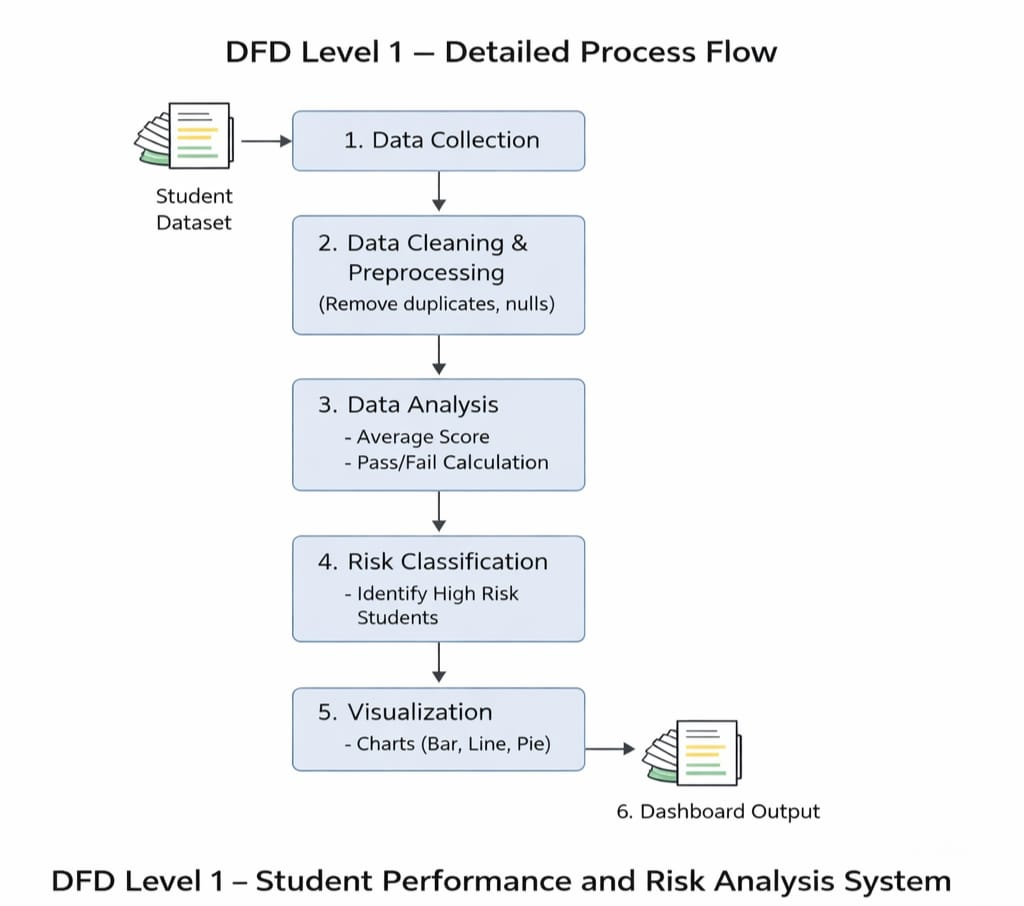 DFD Level 1 — Detailed Process Flow
Student
Dataset
1. Data Collection
2. Data Cleaning &
Preprocessing
(Remove duplicates, nulls)
3. Data Analysis
- Average Score
- Pass/Fail Calculation
4. Risk Classification
- Identify High Risk
Students
5. Visualization
- Charts (Bar, Line, Pie)
6. Dashboard Output
DFD Level 1 – Student Performance and Risk Analysis System